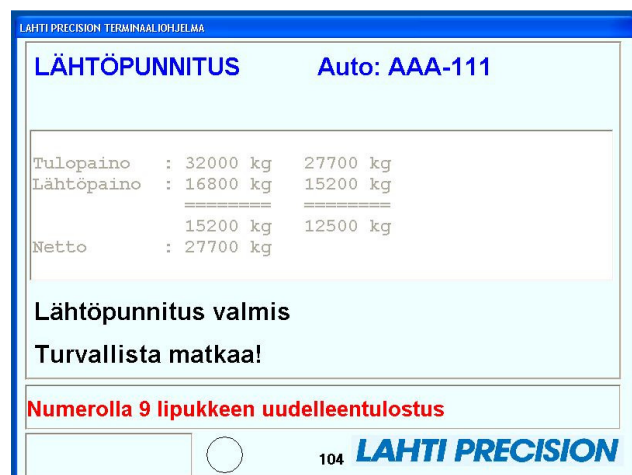 LAHTI PRECISION TERMINAALIOHJELMA
LÄHTÖPUNNITUS Auto: AAA-111
Tulopaino : 32000 kg 27700 kg
Lähtöpaino : 16800 kg 15200 kg
======== ========
15200 kg 12500 kg
Netto : 27700 kg
Lähtöpunnitus valmis
Turvallista matkaa!
Numerolla 9 lipukkeen uudelleentulostus
104 LAHTI PRECISION